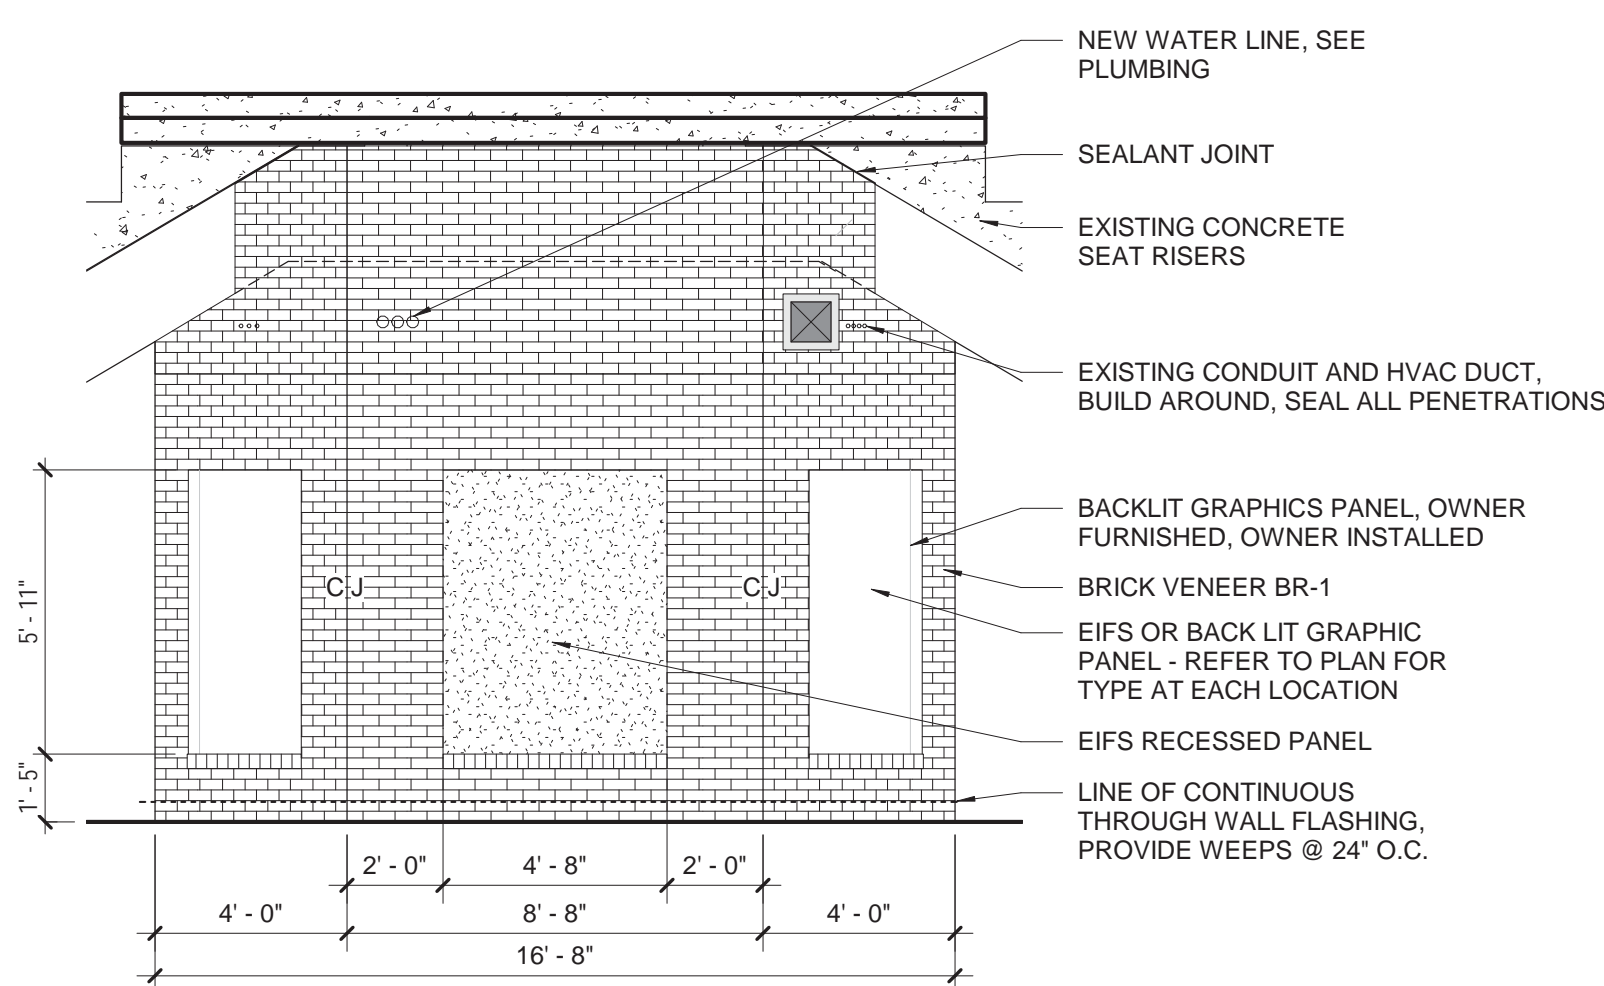 NEW WATER LINE, SEE
PLUMBING
SEALANT JOINT
EXISTING CONCRETE
SEAT RISERS
EXISTING CONDUIT AND HVAC DUCT,
BUILD AROUND, SEAL ALL PENETRATIONS
BACKLIT GRAPHICS PANEL, OWNER
FURNISHED, OWNER INSTALLED
BRICK VENEER BR-1
EIFS OR BACK LIT GRAPHIC
PANEL - REFER TO PLAN FOR
TYPE AT EACH LOCATION
EIFS RECESSED PANEL
LINE OF CONTINUOUS
THROUGH WALL FLASHING,
PROVIDE WEEPS @ 24" O.C.
CJ
CJ
5' - 11"
1' - 5"
2' - 0"
4' - 8"
2' - 0"
4' - 0"
8' - 8"
4' - 0"
16' - 8"